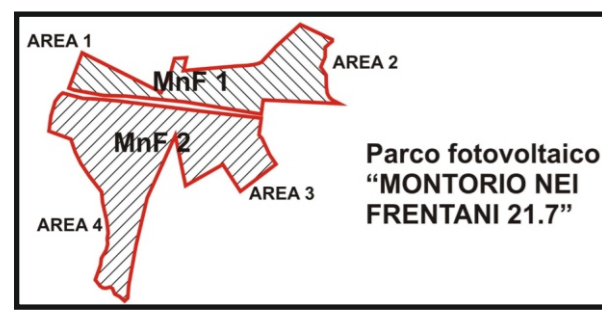 AREA 1
AREA 2
MnF 1
MnF 2
Parco fotovoltaico
“MONTORIO NEI
FRENTANI 21.7”
AREA 3
AREA 4